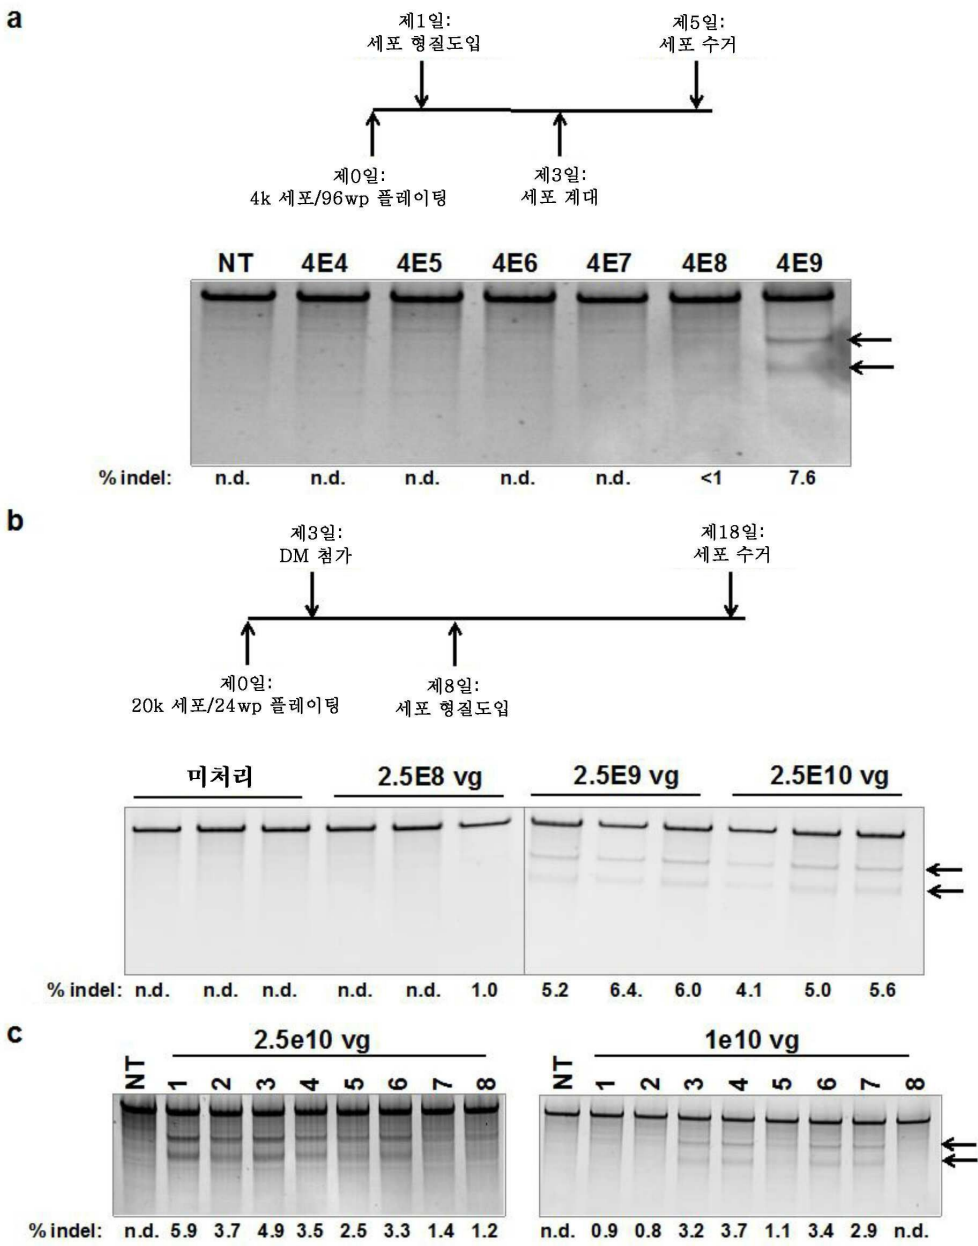 a
제1일:
세포 형질도입
제5일:
세포 수거
제0일:
4k 세포/96wp 플레이팅
제3일:
세포 계대
NT 4E4 4E5 4E6 4E7 4E8 4E9
% indel: n.d. n.d. n.d. n.d. n.d. <1 7.6
b
제3일:
DM 첨가
제18일:
세포 수거
제0일:
20k 세포/24wp 플레이팅
제8일:
세포 형질도입
미처리 2.5E8 vg 2.5E9 vg 2.5E10 vg
% indel: n.d. n.d. n.d. n.d. n.d. 1.0 5.2 6.4. 6.0 4.1 5.0 5.6
c
2.5e10 vg 1e10 vg
NT 1 2 3 4 5 6 7 8 NT 1 2 3 4 5 6 7 8
% indel: n.d. 5.9 3.7 4.9 3.5 2.5 3.3 1.4 1.2 n.d. 0.9 0.8 3.2 3.7 1.1 3.4 2.9 n.d.